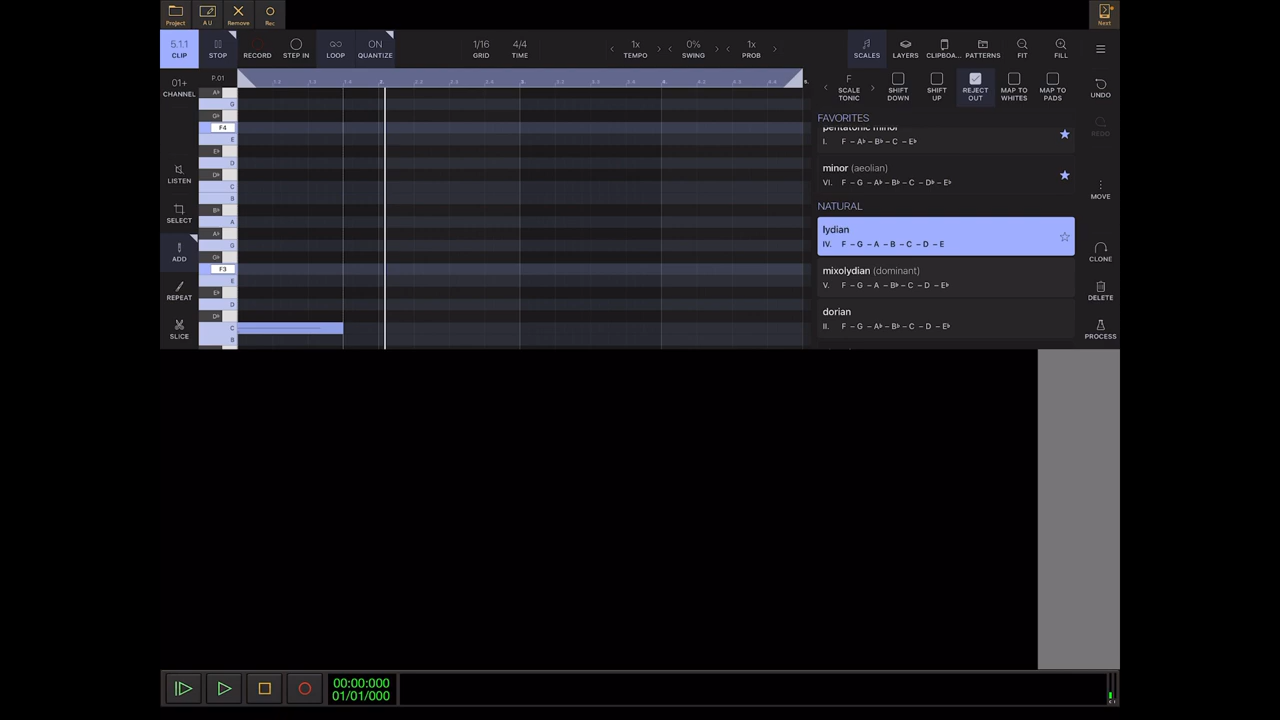 Project
AU
Remove
Rec
Next
5.1.1
CLIP
STOP
RECORD
STEP IN
LOOP
ON
QUANTIZE
1/16
GRID
4/4
TIME
1x
TEMPO
0%
SWING
1x
PROB
SCALES
LAYERS
CLIPBOA...
PATTERNS
FIT
FILL
01+
CHANNEL
P.01
F
SCALE
TONIC
SHIFT
DOWN
SHIFT
UP
REJECT
OUT
MAP TO
WHITES
MAP TO
PADS
UNDO
REDO
FAVORITES
pentatonic minor
I. F – A♭ – B♭ – C – E♭
minor (aeolian)
VI. F – G – A♭ – B♭ – C – D♭ – E♭
NATURAL
lydian
IV. F – G – A – B – C – D – E
mixolydian (dominant)
V. F – G – A – B♭ – C – D – E♭
dorian
II. F – G – A♭ – B♭ – C – D – E♭
LISTEN
SELECT
ADD
REPEAT
SLICE
A♭
G
G♭
F4
E
E♭
D
D♭
C
B
B♭
A
A♭
G
G♭
F3
E
E♭
D
D♭
C
B
MOVE
CLONE
DELETE
PROCESS
00:00:000
01/01/000